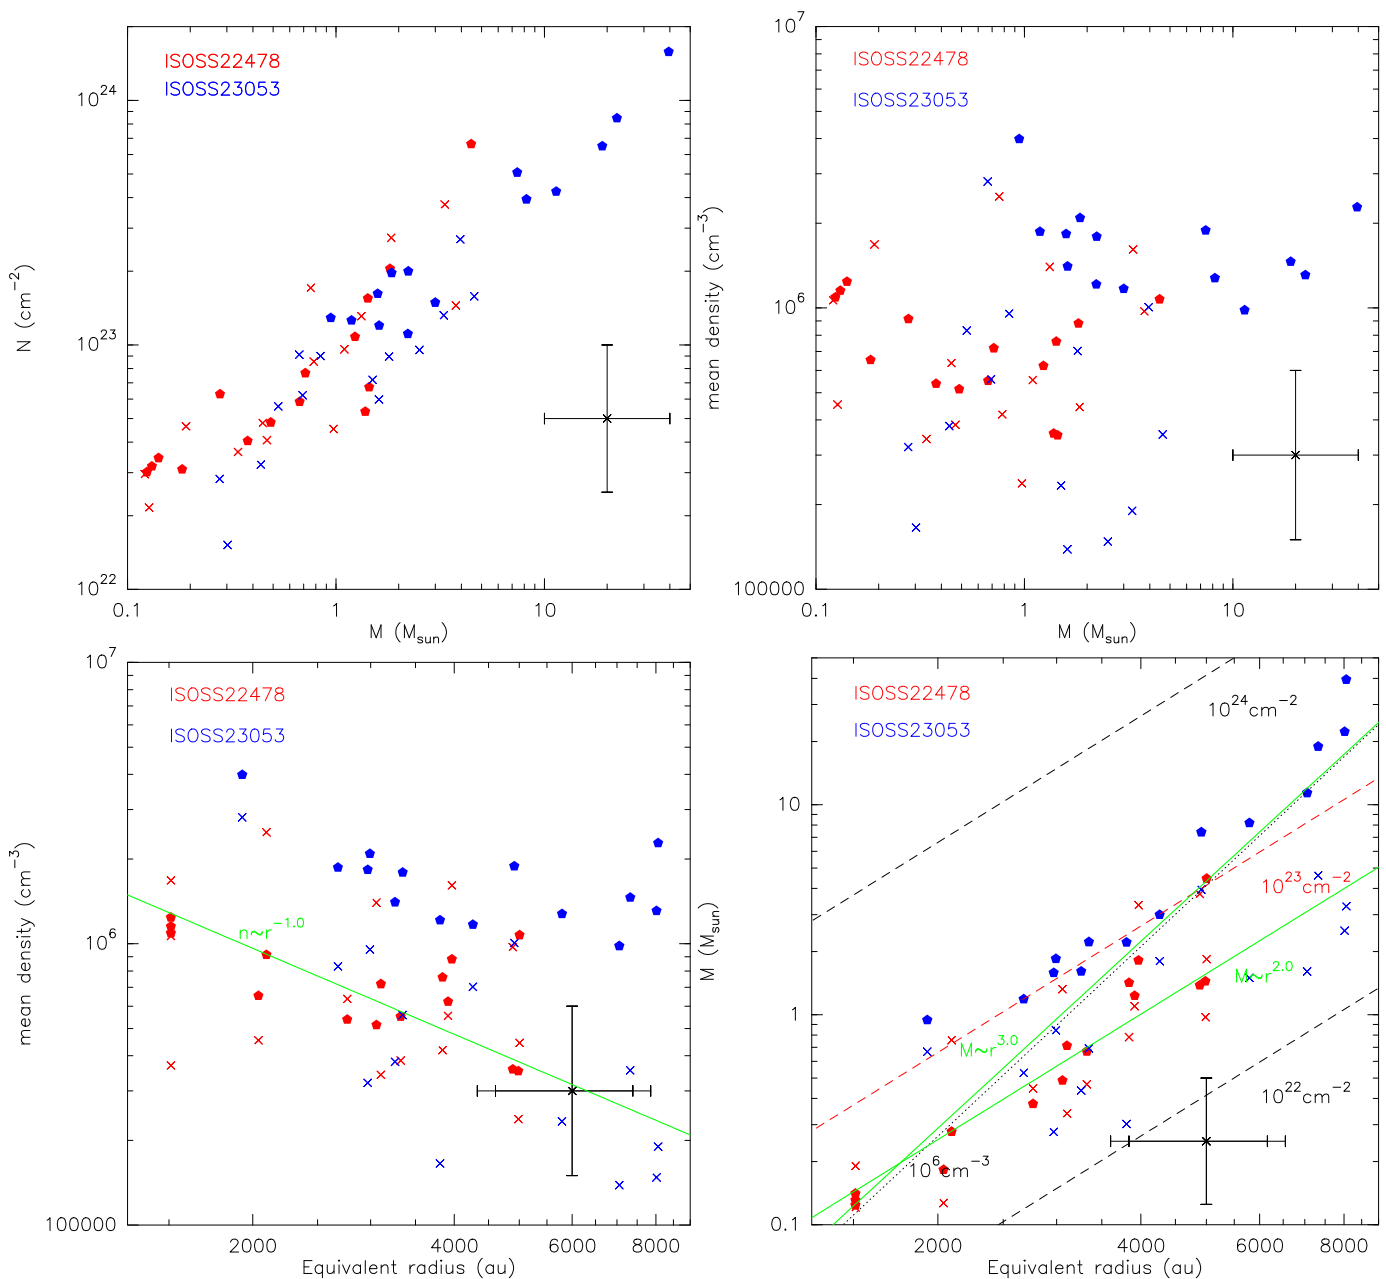 ISOSS22478
ISOSS23053
10^24
10^23
10^22
N (cm^−2)
0.1
1
10
M (M_sun)
ISOSS22478
ISOSS23053
10^7
10^6
100000
mean density (cm^−3)
0.1
1
10
M (M_sun)
ISOSS22478
ISOSS23053
n~r^−1.0
10^7
10^6
100000
mean density (cm^−3)
2000
4000
6000
8000
Equivalent radius (au)
ISOSS22478
ISOSS23053
10^24cm^−2
10^23cm^−2
M~r^2.0
M~r^3.0
10^22cm^−2
10^6cm^−3
10
1
0.1
M (M_sun)
2000
4000
6000
8000
Equivalent radius (au)